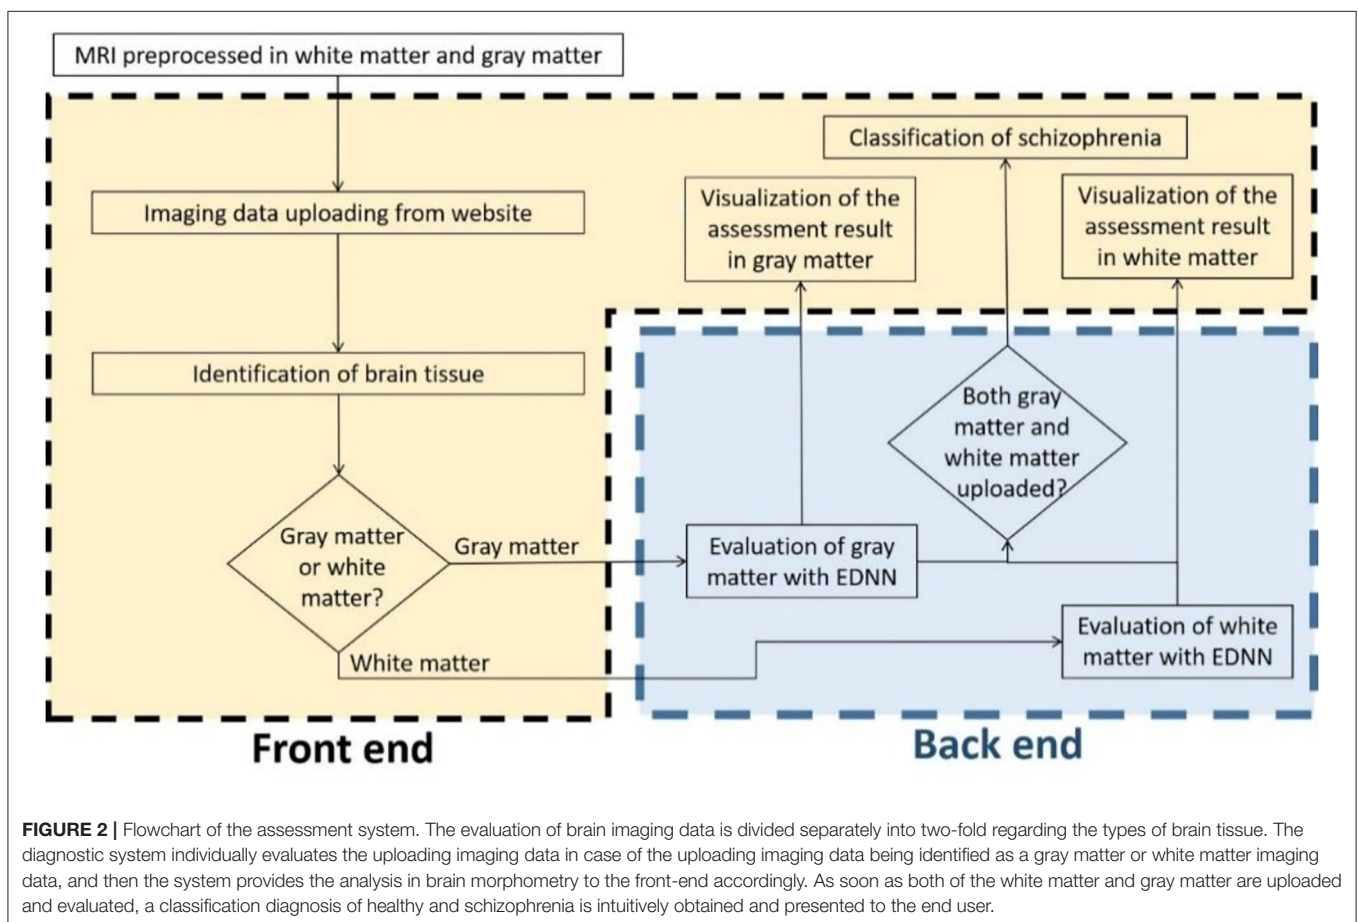 MRI preprocessed in white matter and gray matter
Imaging data uploading from website
Identification of brain tissue
Gray matter
or white
matter?
Gray matter
White matter
Classification of schizophrenia
Visualization of the
assessment result
in gray matter
Visualization of the
assessment result
in white matter
Both gray
matter and
white matter
uploaded?
Evaluation of gray
matter with EDNN
Evaluation of white
matter with EDNN
Front end
Back end
FIGURE 2 | Flowchart of the assessment system. The evaluation of brain imaging data is divided separately into two-fold regarding the types of brain tissue. The
diagnostic system individually evaluates the uploading imaging data in case of the uploading imaging data being identified as a gray matter or white matter imaging
data, and then the system provides the analysis in brain morphometry to the front-end accordingly. As soon as both of the white matter and gray matter are uploaded
and evaluated, a classification diagnosis of healthy and schizophrenia is intuitively obtained and presented to the end user.